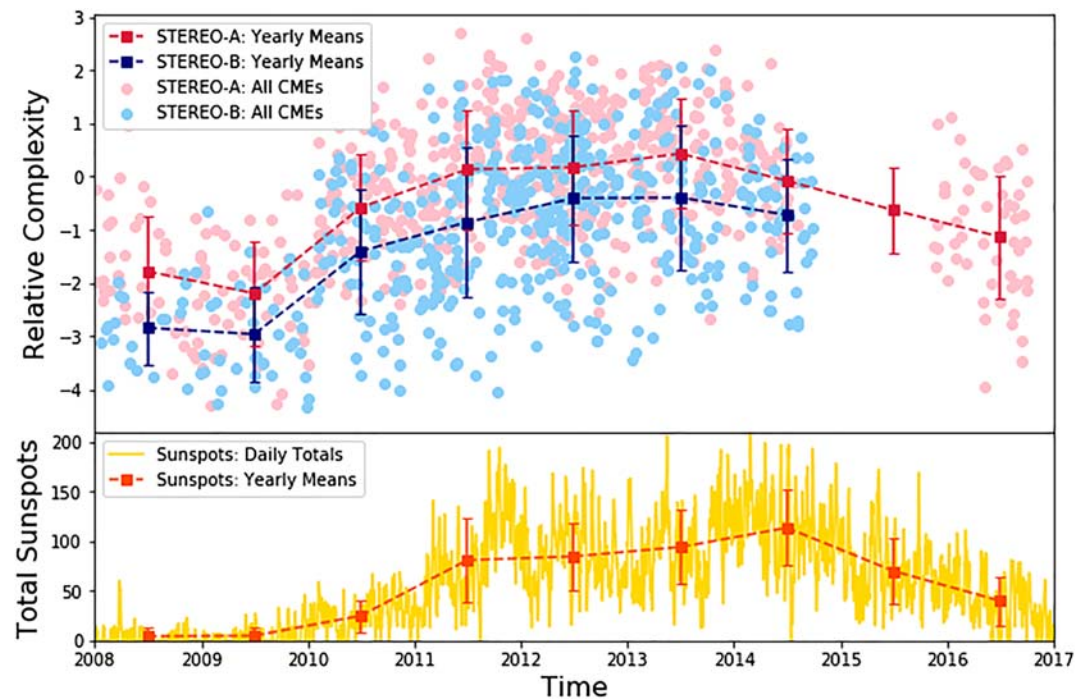 3
2
1
0
−1
−2
−3
−4
Relative Complexity
STEREO-A: Yearly Means
STEREO-B: Yearly Means
STEREO-A: All CMEs
STEREO-B: All CMEs
200
150
100
50
0
Total Sunspots
Sunspots: Daily Totals
Sunspots: Yearly Means
2008 2009 2010 2011 2012 2013 2014 2015 2016 2017
Time